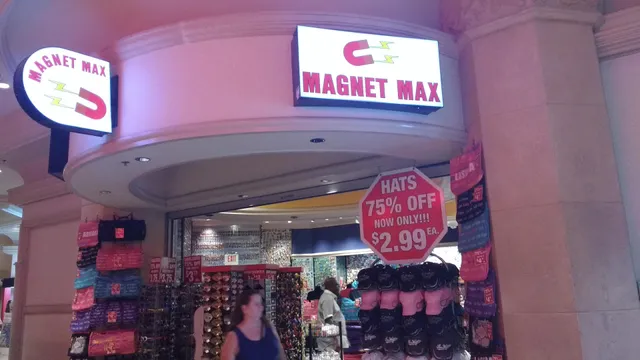 MAGNET MAX
MAGNET MAX
HATS
75% OFF
NOW ONLY!!!
$2.99 EA.